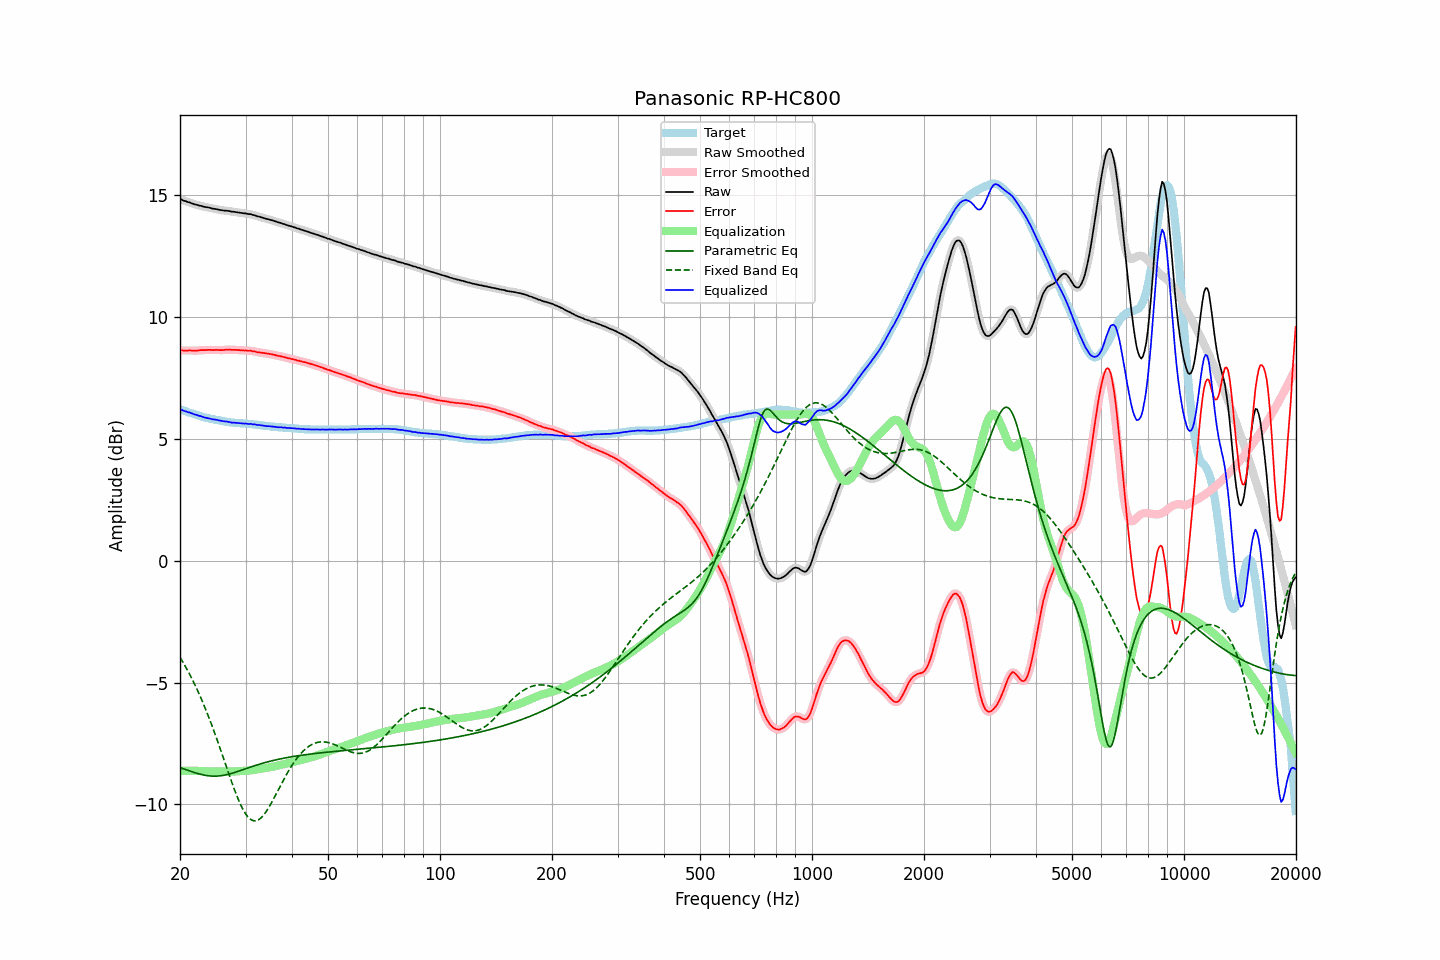 Panasonic RP-HC800
Target
Raw Smoothed
Error Smoothed
Raw
Error
Equalization
Parametric Eq
Fixed Band Eq
Equalized
Amplitude (dBr)
15
10
5
0
−5
−10
20
50
100
200
500
1000
2000
5000
10000
20000
Frequency (Hz)